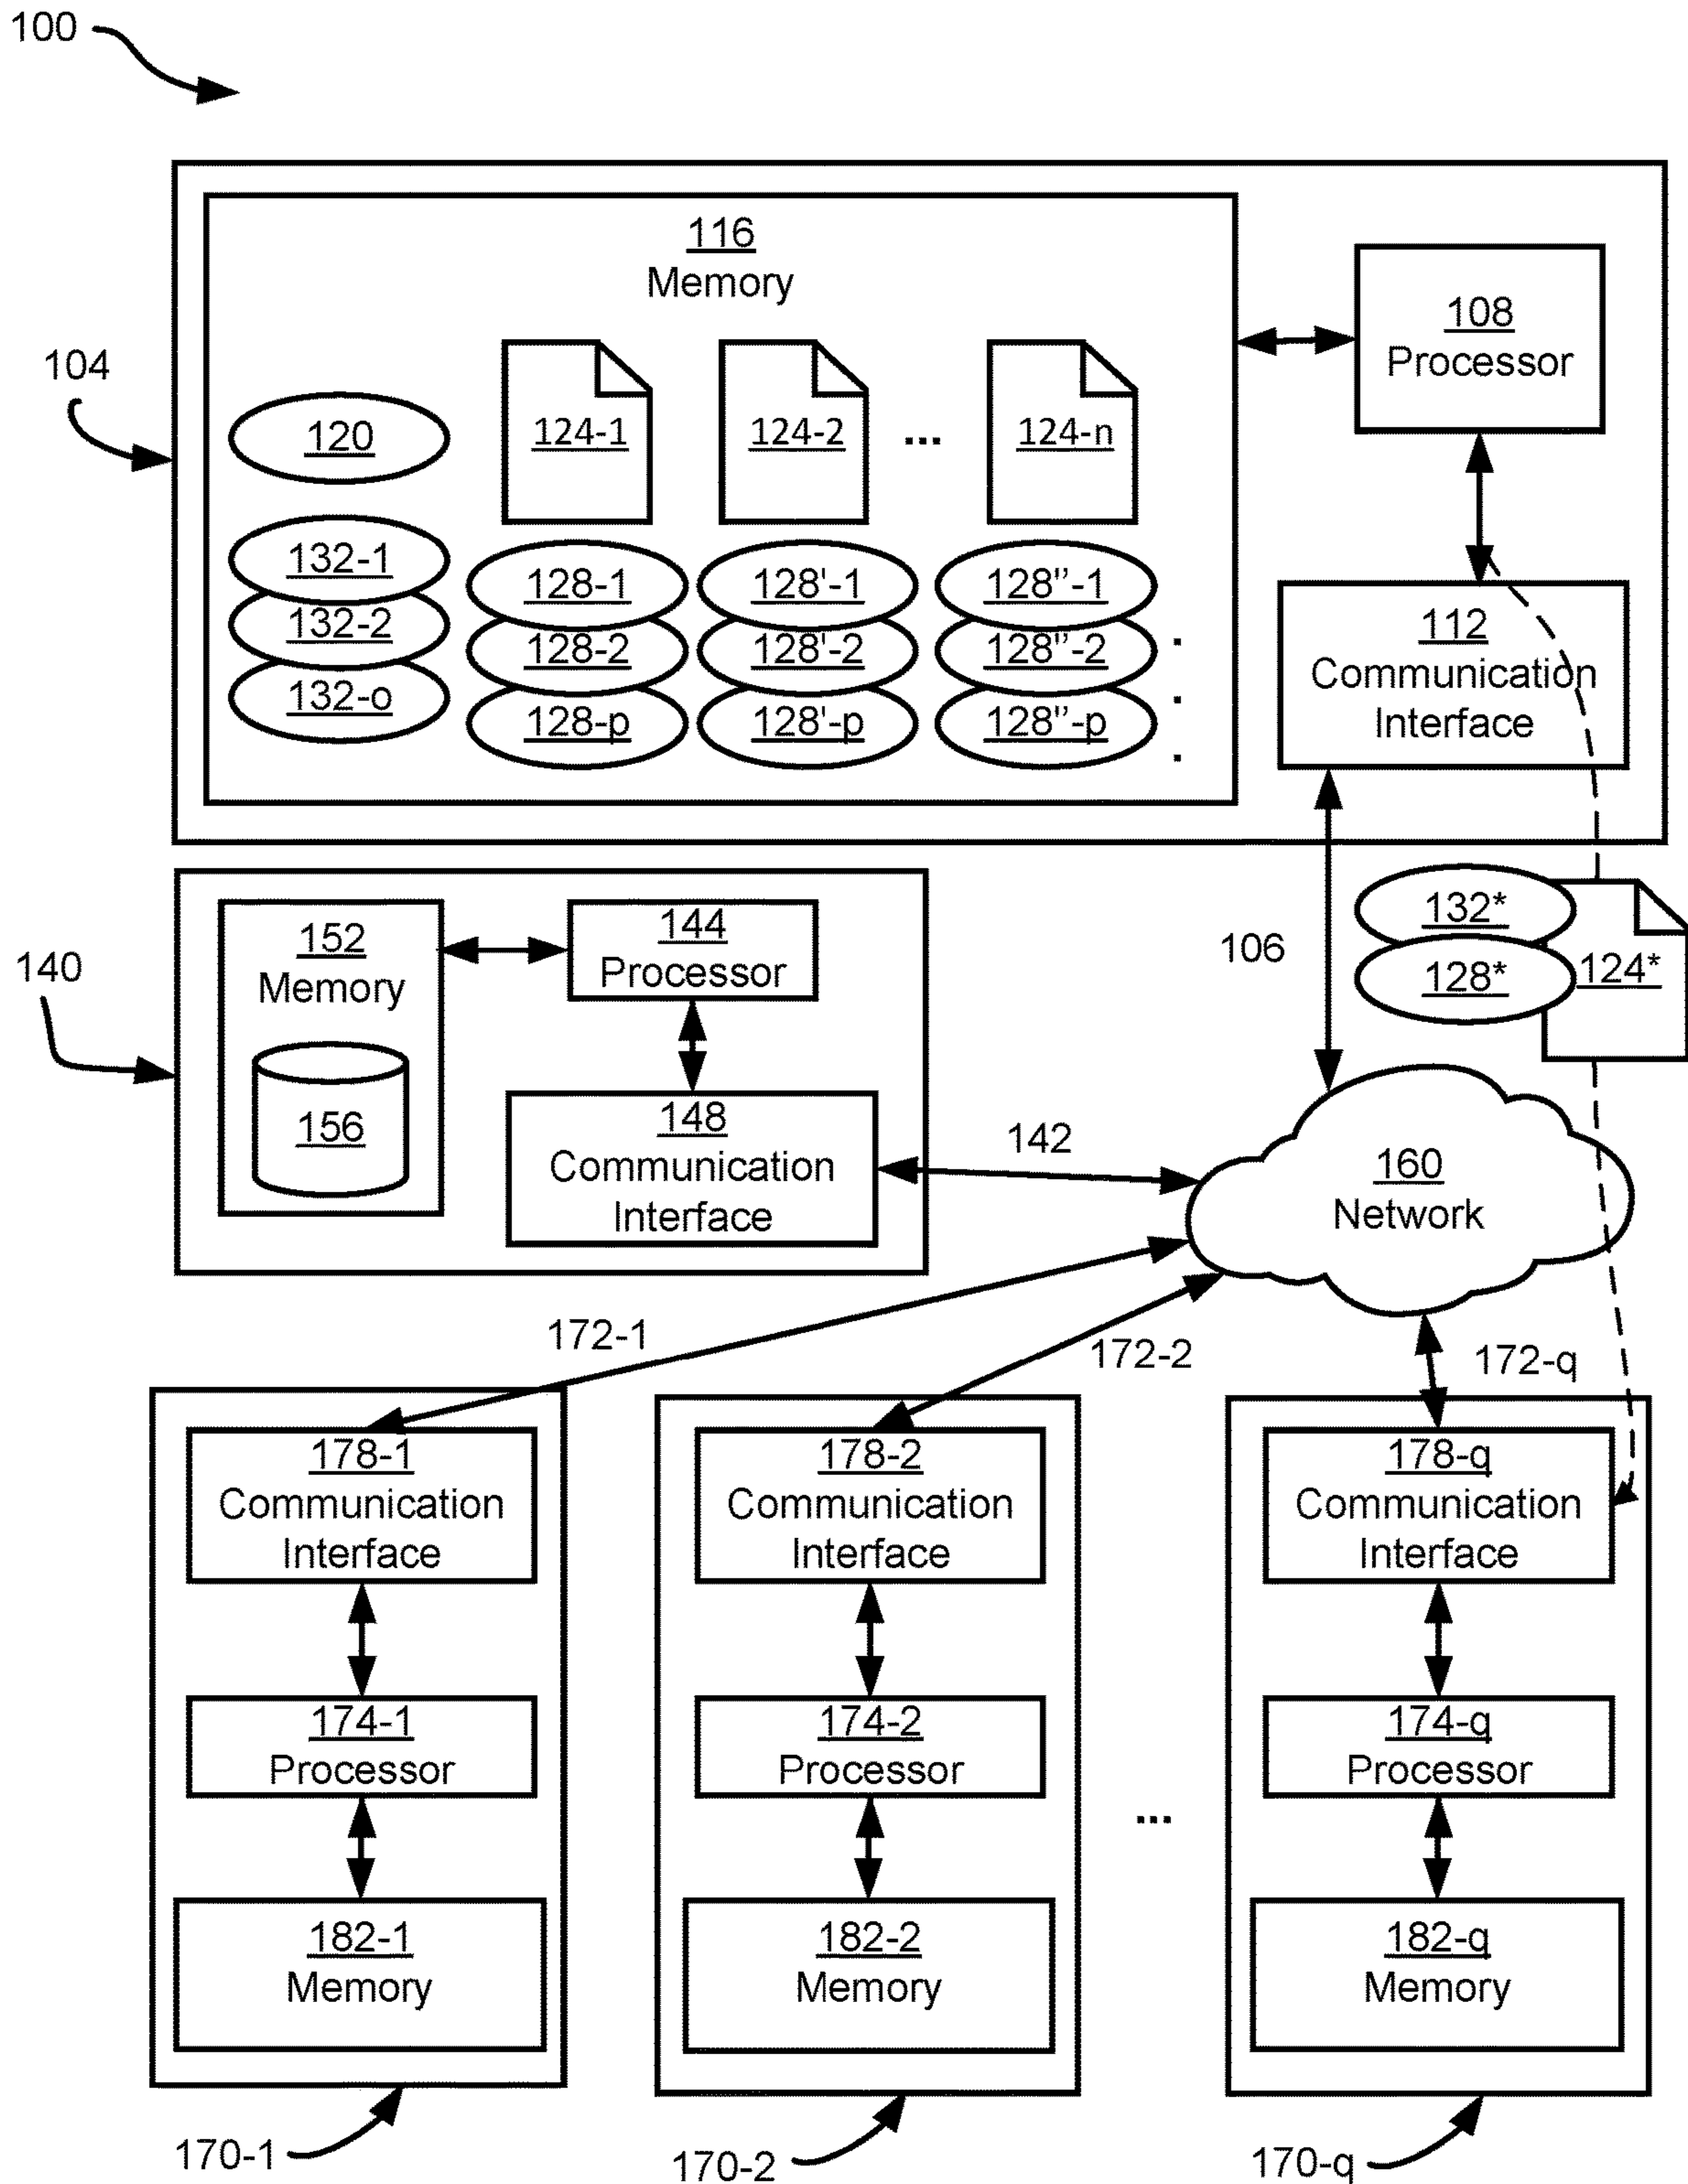 100
116
Memory
108
Processor
104
120
124-1
124-2
...
124-n
132-1
132-2
132-o
128-1
128-2
128-p
128'-1
128'-2
128'-p
128"-1
128"-2
128"-p
.
.
.
112
Communication
Interface
106
132*
128*
124*
140
152
Memory
156
144
Processor
148
Communication
Interface
142
160
Network
172-1
172-2
172-q
178-1
Communication
Interface
174-1
Processor
182-1
Memory
178-2
Communication
Interface
174-2
Processor
182-2
Memory
...
178-q
Communication
Interface
174-q
Processor
182-q
Memory
170-1
170-2
170-q